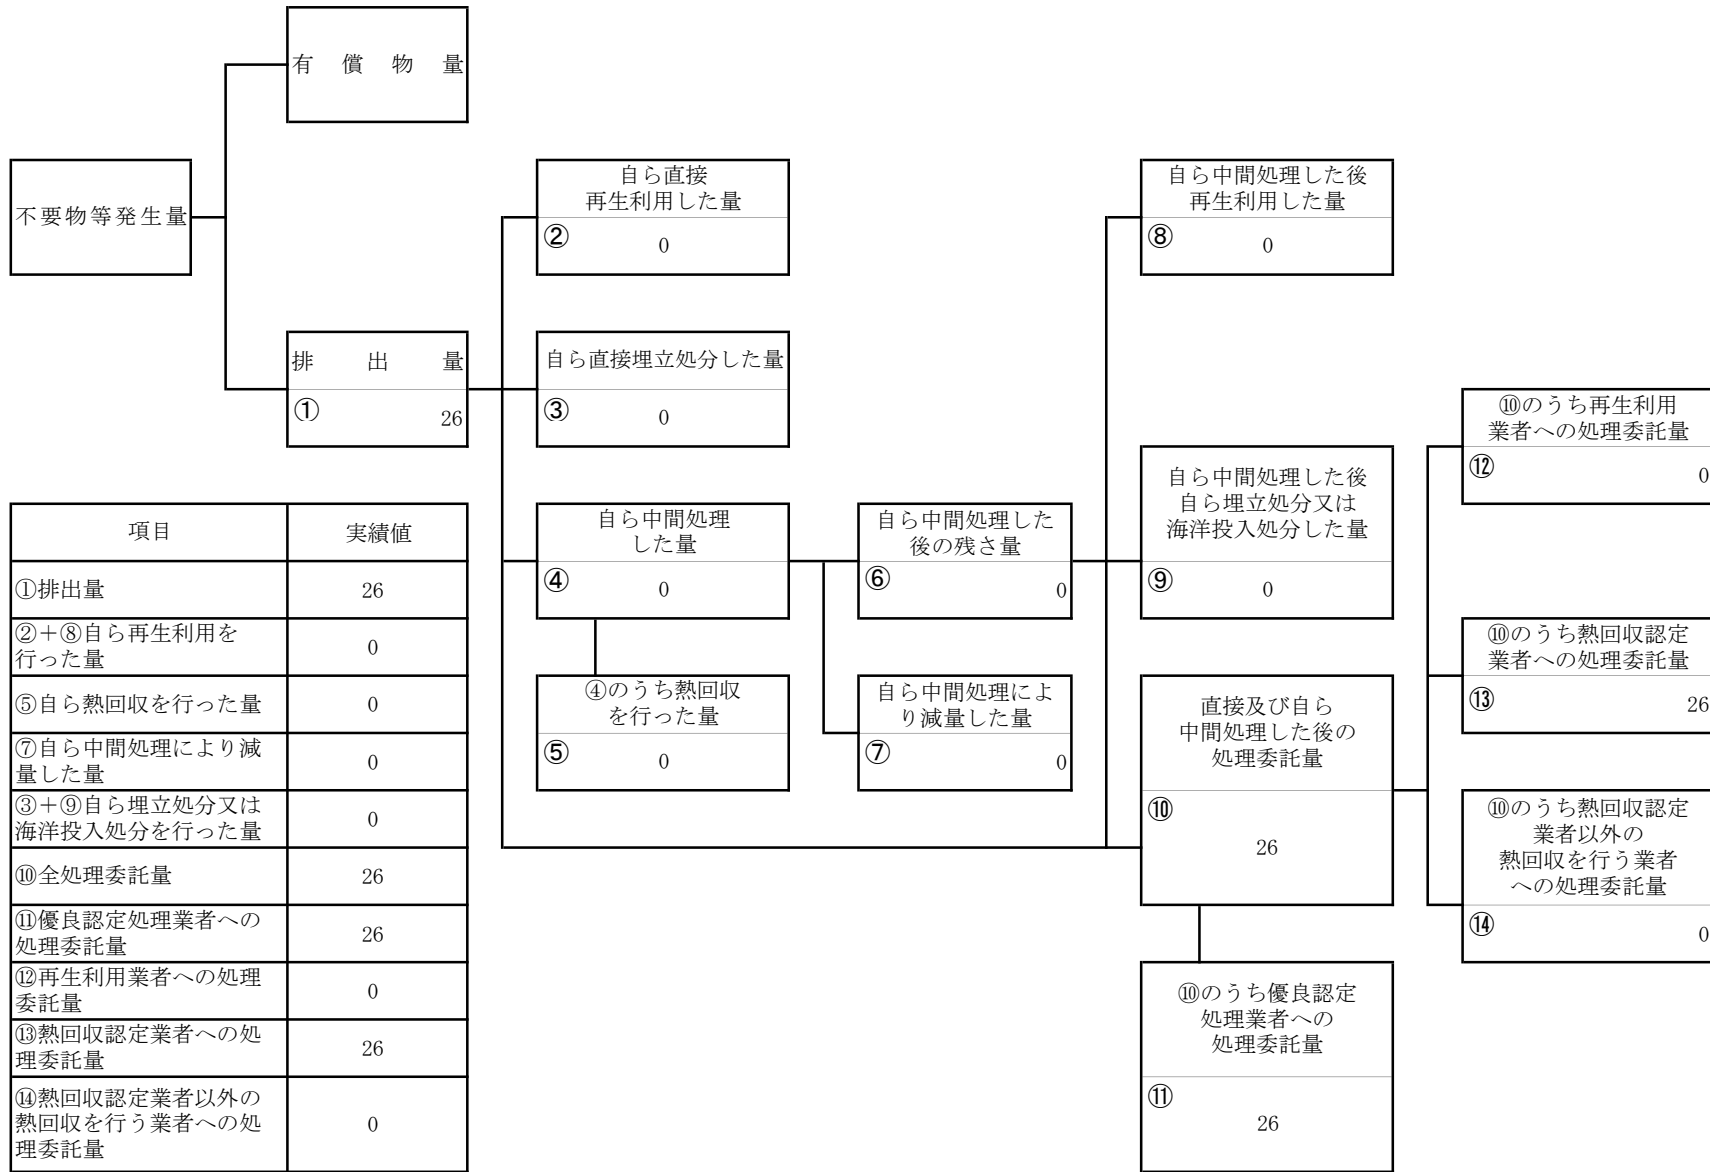 有償物量
不要物等発生量
排出量
① 26
自ら直接
再生利用した量
② 0
自ら直接埋立処分した量
③ 0
自ら中間処理
した量
④ 0
④のうち熱回収
を行った量
⑤ 0
自ら中間処理した
後の残さ量
⑥ 0
自ら中間処理によ
り減量した量
⑦ 0
自ら中間処理した後
再生利用した量
⑧ 0
自ら中間処理した後
自ら埋立処分又は
海洋投入処分した量
⑨ 0
直接及び自ら
中間処理した後の
処理委託量
⑩
26
⑩のうち優良認定
処理業者への
処理委託量
⑪
26
⑩のうち再生利用
業者への処理委託量
⑫ 0
⑩のうち熱回収認定
業者への処理委託量
⑬ 26
⑩のうち熱回収認定
業者以外の
熱回収を行う業者
への処理委託量
⑭ 0
項目 実績値
①排出量 26
②＋⑧自ら再生利用を
行った量 0
⑤自ら熱回収を行った量 0
⑦自ら中間処理により減
量した量 0
③＋⑨自ら埋立処分又は
海洋投入処分を行った量 0
⑩全処理委託量 26
⑪優良認定処理業者への
処理委託量 26
⑫再生利用業者への処理
委託量 0
⑬熱回収認定業者への処
理委託量 26
⑭熱回収認定業者以外の
熱回収を行う業者への処
理委託量 0